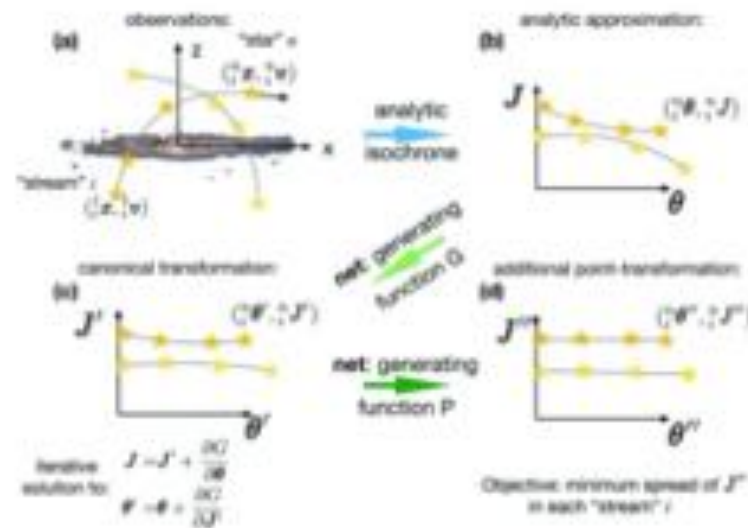 observations:
(a)
"star" n
z
x
"stream" i
analytic
isochrone
analytic approximation:
(b)
J
θ
net: generating
function G
canonical transformation:
(c)
J'
θ'
iterative
solution to:
net: generating
function P
additional point-transformation:
(d)
J''
θ''
Objective: minimum spread of J''
in each "stream" i